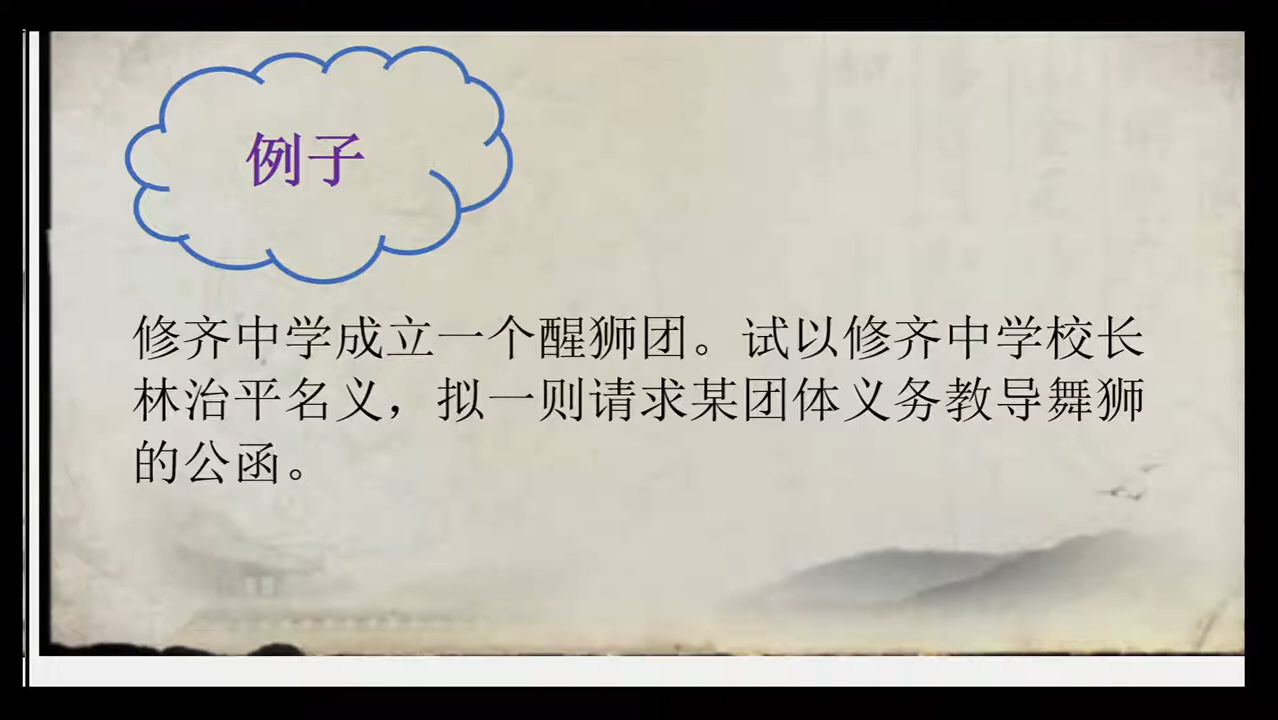 例子
修齐中学成立一个醒狮团。试以修齐中学校长
林治平名义，拟一则请求某团体义务教导舞狮
的公函。